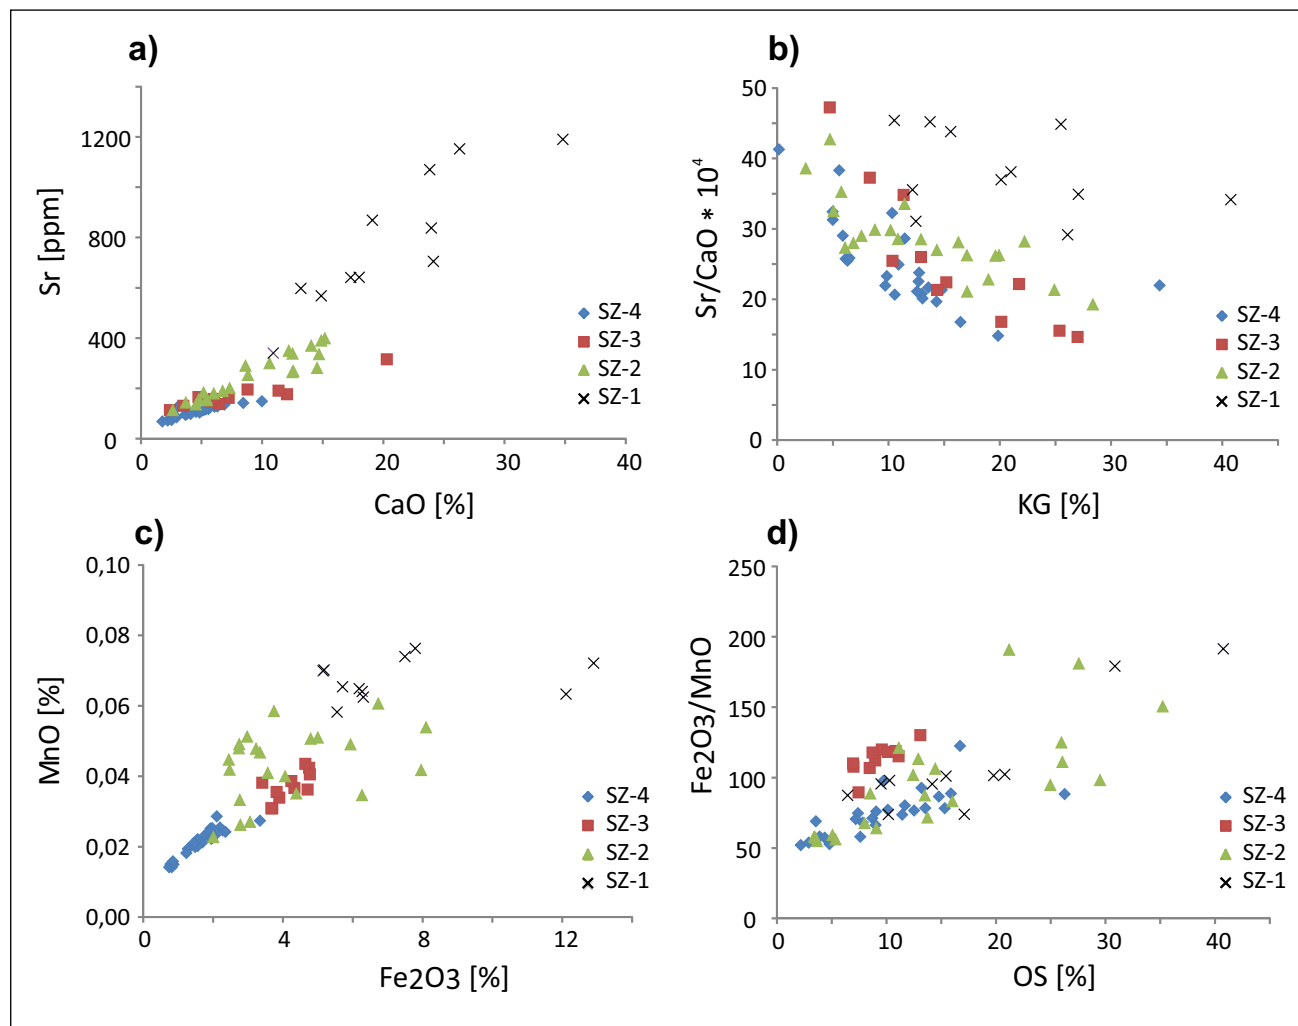 a)
Sr [ppm]
1200
800
400
0
0 10 20 30 40
CaO [%]
SZ-4
SZ-3
SZ-2
SZ-1
b)
Sr/CaO * 10⁴
50
40
30
20
10
0
0 10 20 30 40
KG [%]
SZ-4
SZ-3
SZ-2
SZ-1
c)
MnO [%]
0,10
0,08
0,06
0,04
0,02
0,00
0 4 8 12
Fe2O3 [%]
SZ-4
SZ-3
SZ-2
SZ-1
d)
Fe2O3/MnO
250
200
150
100
50
0
0 10 20 30 40
OS [%]
SZ-4
SZ-3
SZ-2
SZ-1